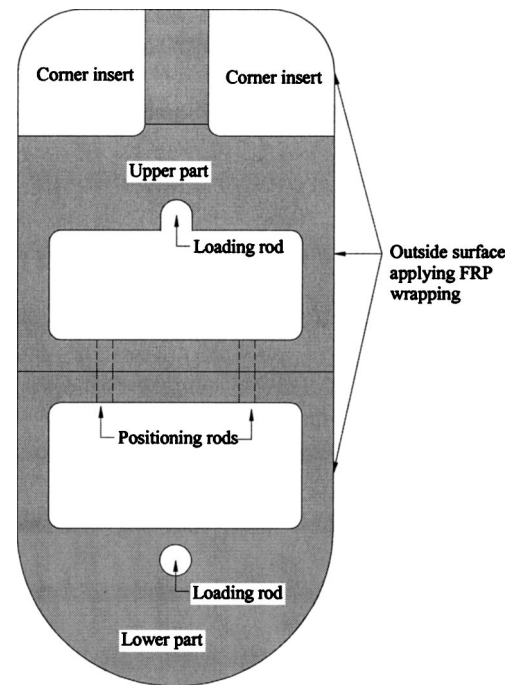 Corner insert
Corner insert
Upper part
Loading rod
Outside surface
applying FRP
wrapping
Positioning rods
Loading rod
Lower part